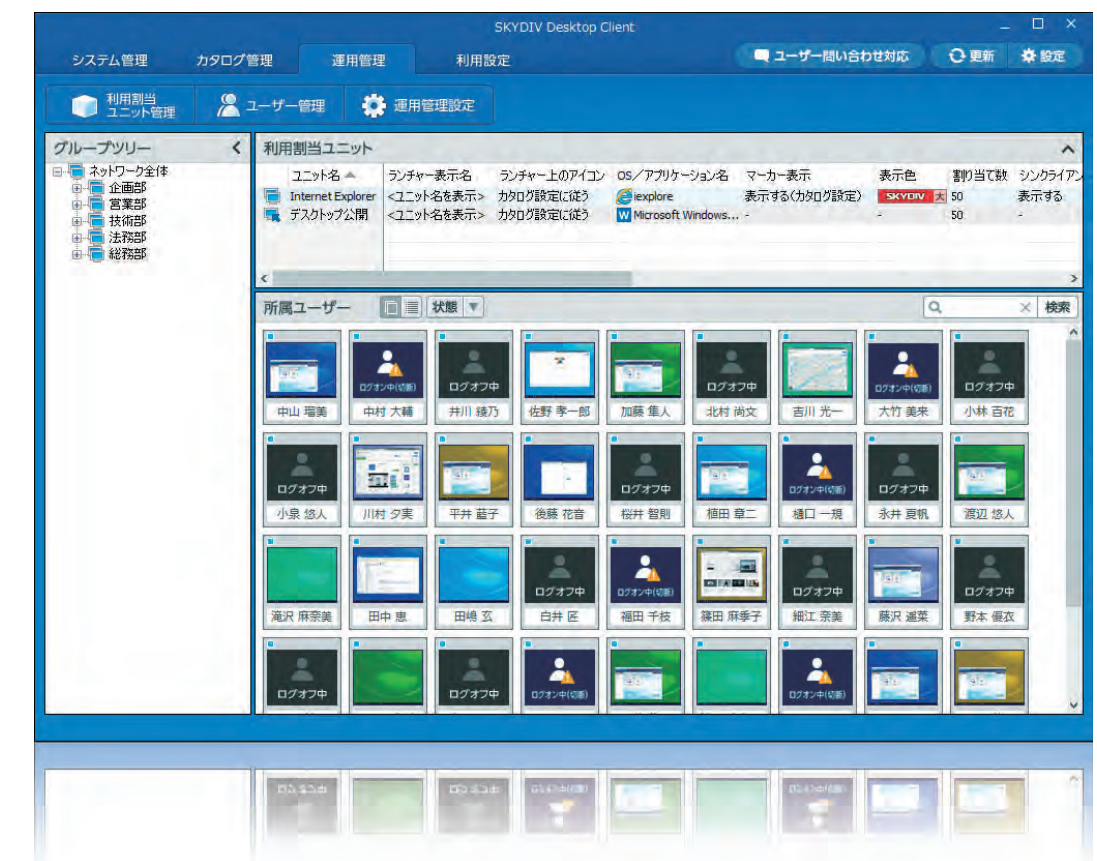 SKYDIV Desktop Client
システム管理 カタログ管理 運用管理 利用設定 ユーザー問い合わせ対応 更新 設定
利用割当
ユニット管理 ユーザー管理 運用管理設定
グループツリー
ネットワーク全体
企画部
営業部
技術部
法務部
総務部
利用割当ユニット
ユニット名 ランチャー表示名 ランチャー上のアイコン OS/アプリケーション名 マーカー表示 表示色 割り当て数 シンクライアン
Internet Explorer <ユニット名を表示> カタログ設定に従う iexplore 表示する(カタログ設定) SKYDIV 大 50 表示する
デスクトップ公開 <ユニット名を表示> カタログ設定に従う Microsoft Windows... - - 50 -
所属ユーザー 状態 検索
ログオン中(切断) ログオフ中 ログオフ中 ログオン中(切断) ログオフ中
中山 瑠美 中村 大輔 井川 綾乃 佐野 孝一郎 加藤 隼人 北村 尚文 吉川 光一 大竹 美来 小林 百花
ログオフ中 ログオフ中 ログオン中(切断) ログオフ中
小泉 悠人 川村 夕実 平井 藍子 後藤 花音 桜井 智則 植田 章二 樋口 一規 永井 夏帆 渡辺 悠人
ログオフ中 ログオン中(切断) ログオフ中 ログオフ中
滝沢 麻奈美 田中 恵 田嶋 玄 白井 匠 福田 千枝 篠田 麻季子 細江 奈美 藤沢 遥菜 野本 優衣
ログオフ中 ログオフ中 ログオン中(切断) ログオン中(切断)